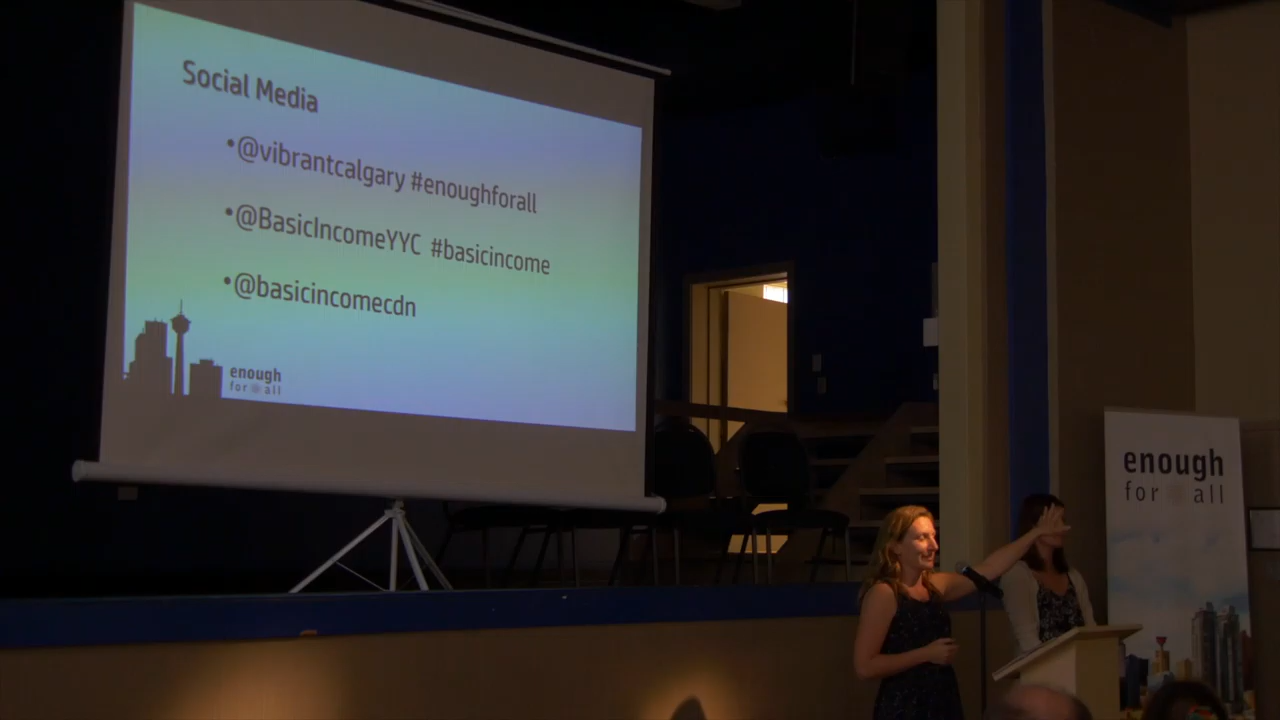 Social Media
•@vibrantcalgary #enoughforall
•@BasicIncomeYYC #basicincome
•@basicincomecdn
enough
for all
enough
for all